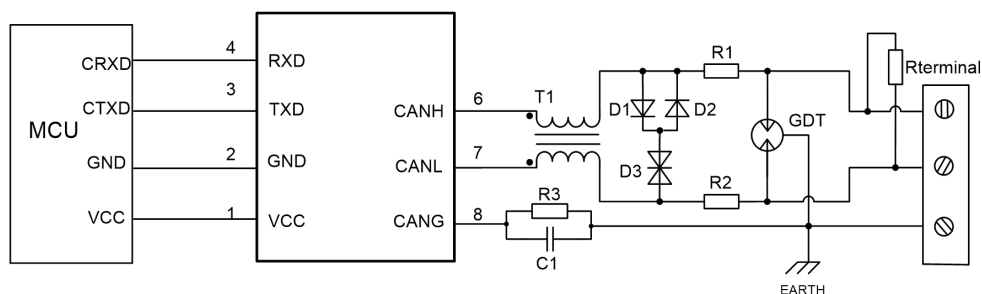 MCU
CRXD
CTXD
GND
VCC
4
3
2
1
RXD
TXD
GND
VCC
CANH
CANL
CANG
6
7
8
T1
D1
D2
D3
R1
R2
R3
C1
GDT
Rterminal
EARTH